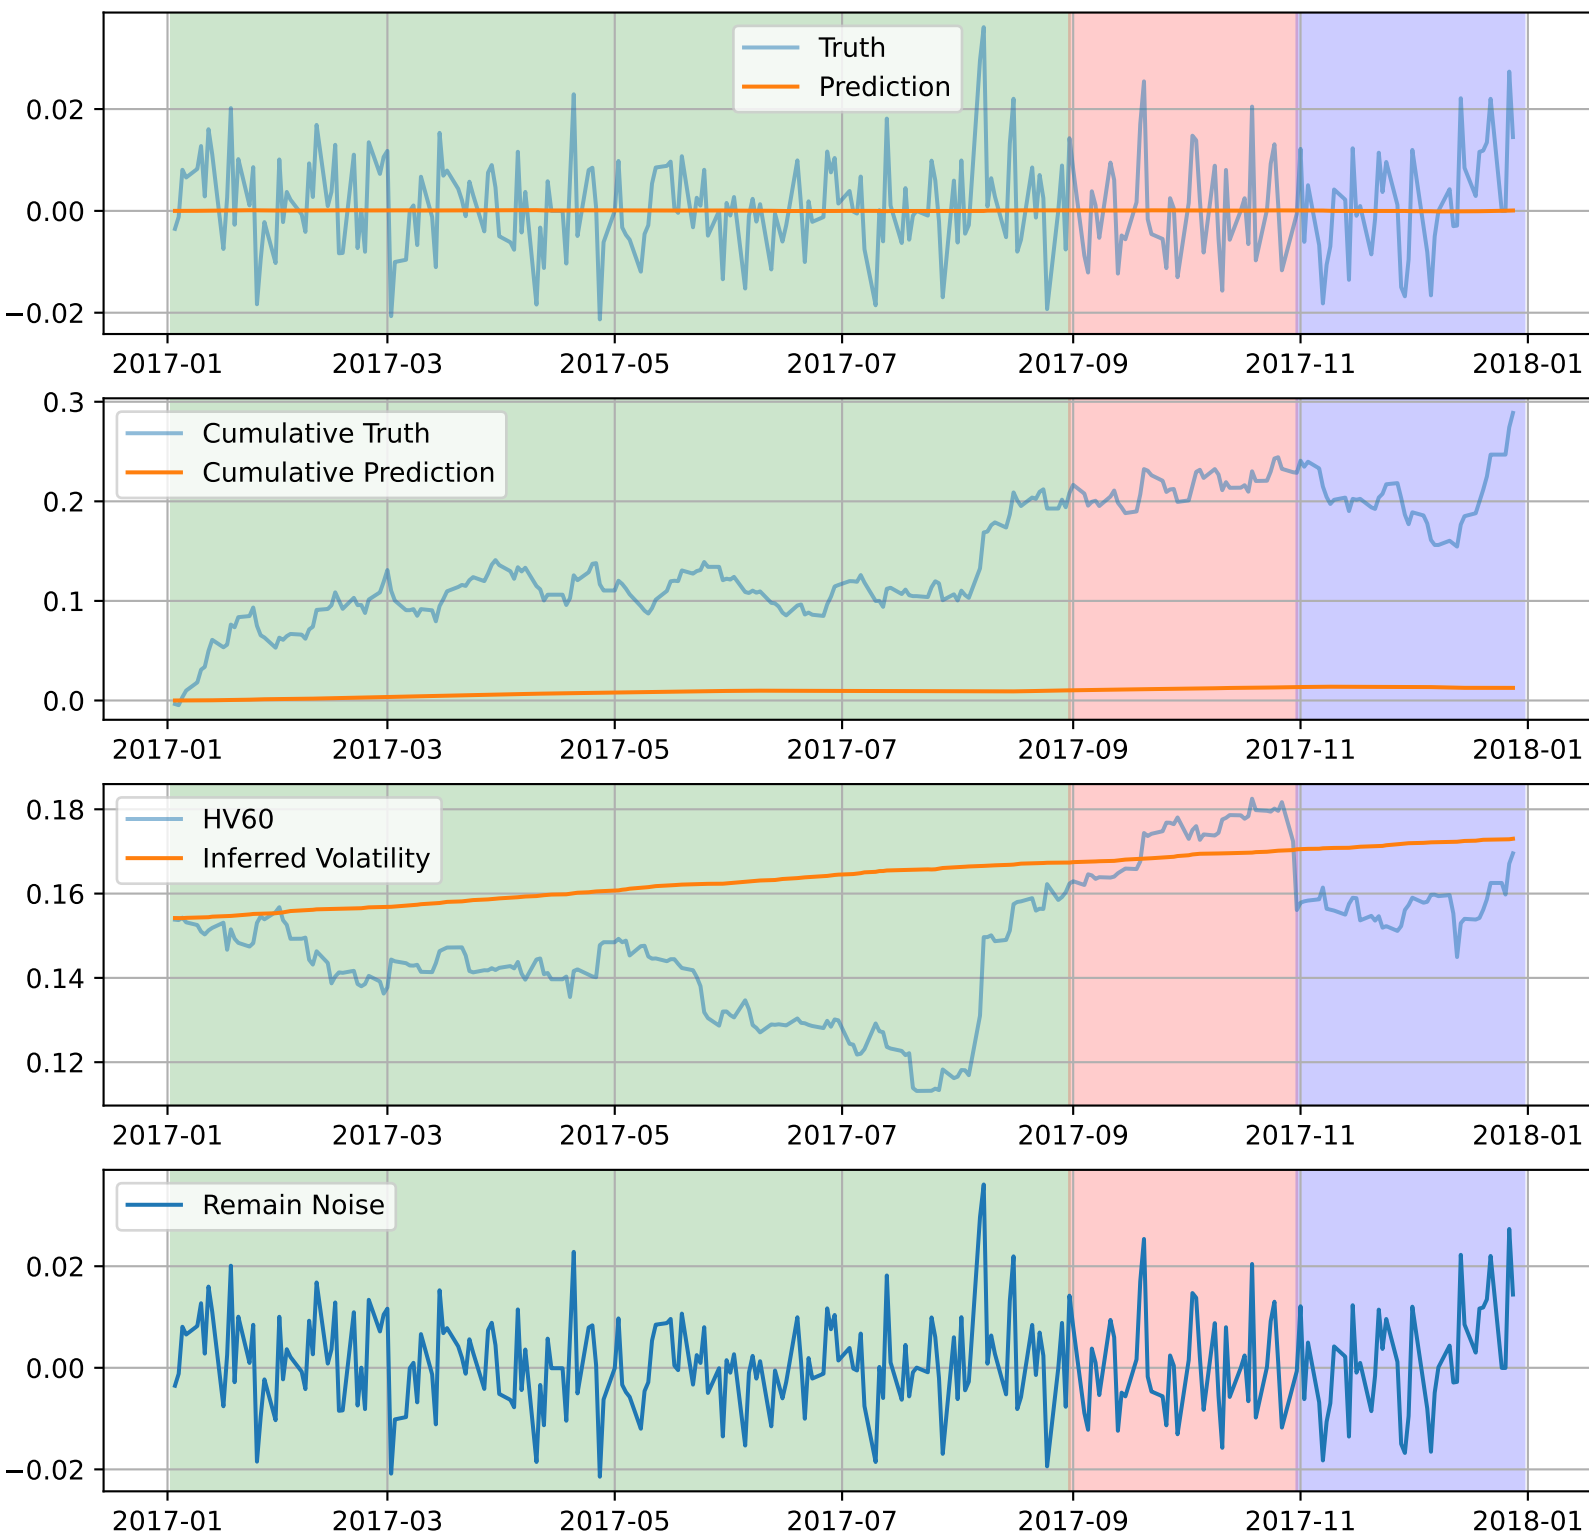 Truth
Prediction
0.02
0.00
−0.02
2017-01 2017-03 2017-05 2017-07 2017-09 2017-11 2018-01
Cumulative Truth
Cumulative Prediction
0.3
0.2
0.1
0.0
2017-01 2017-03 2017-05 2017-07 2017-09 2017-11 2018-01
HV60
Inferred Volatility
0.18
0.16
0.14
0.12
2017-01 2017-03 2017-05 2017-07 2017-09 2017-11 2018-01
Remain Noise
0.02
0.00
−0.02
2017-01 2017-03 2017-05 2017-07 2017-09 2017-11 2018-01